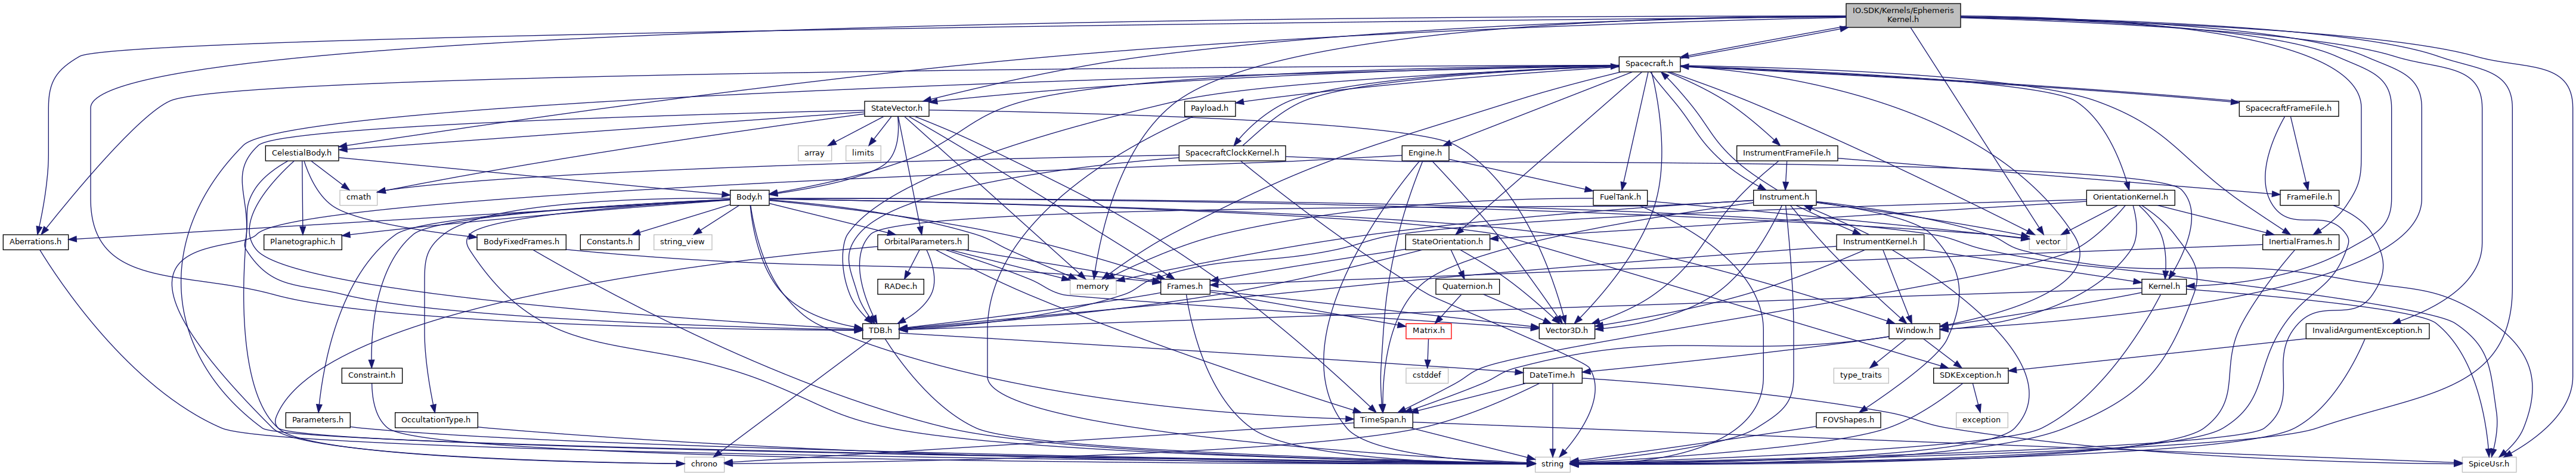 IO.SDK/Kernels/Ephemeris
Kernel.h
Spacecraft.h
StateVector.h
Payload.h
SpacecraftFrameFile.h
CelestialBody.h
array
limits
SpacecraftClockKernel.h
Engine.h
InstrumentFrameFile.h
cmath
Body.h
FuelTank.h
Instrument.h
OrientationKernel.h
FrameFile.h
Aberrations.h
Planetographic.h
BodyFixedFrames.h
Constants.h
string_view
OrbitalParameters.h
StateOrientation.h
InstrumentKernel.h
vector
InertialFrames.h
RADec.h
memory
Frames.h
Quaternion.h
Kernel.h
TDB.h
Matrix.h
Vector3D.h
Window.h
InvalidArgumentException.h
Constraint.h
cstddef
DateTime.h
type_traits
SDKException.h
Parameters.h
OccultationType.h
TimeSpan.h
FOVShapes.h
exception
chrono
string
SpiceUsr.h